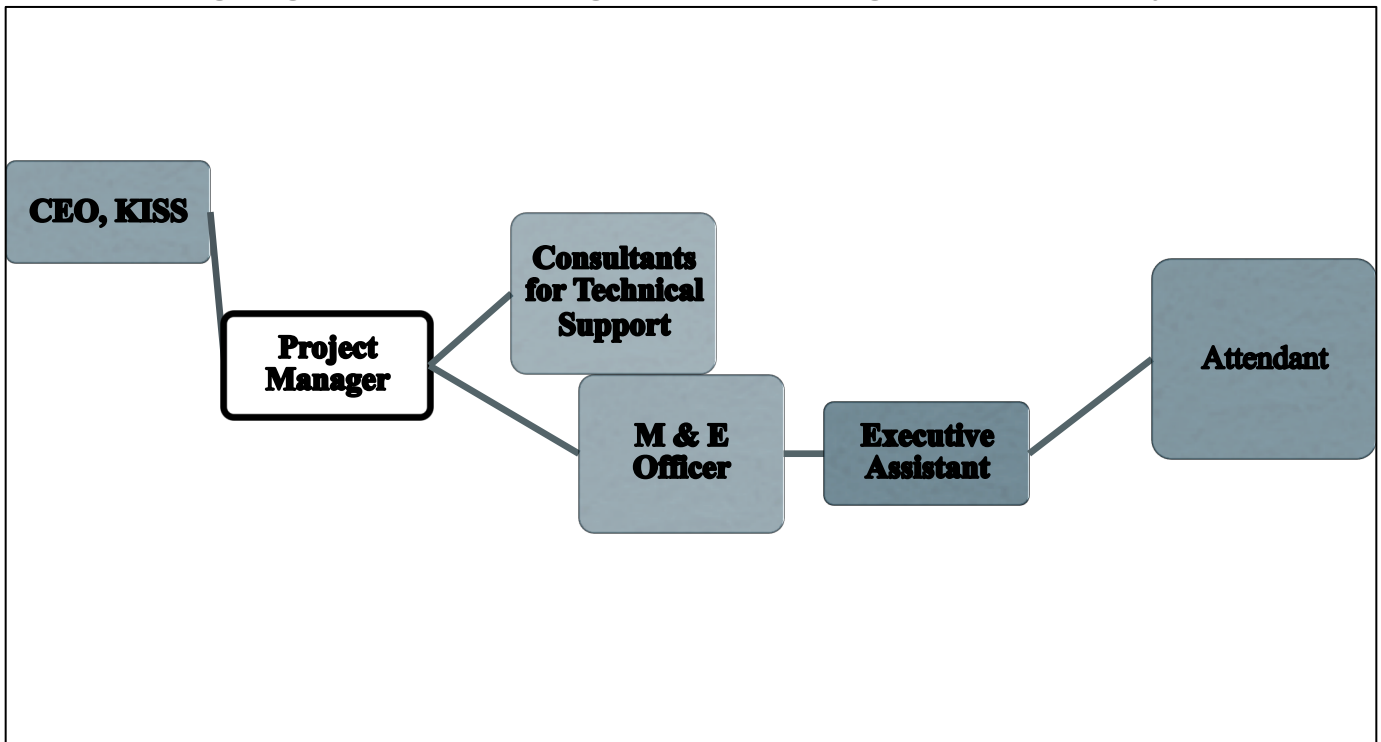 CEO, KISS
Project
Manager
Consultants
for Technical
Support
M & E
Officer
Executive
Assistant
Attendant